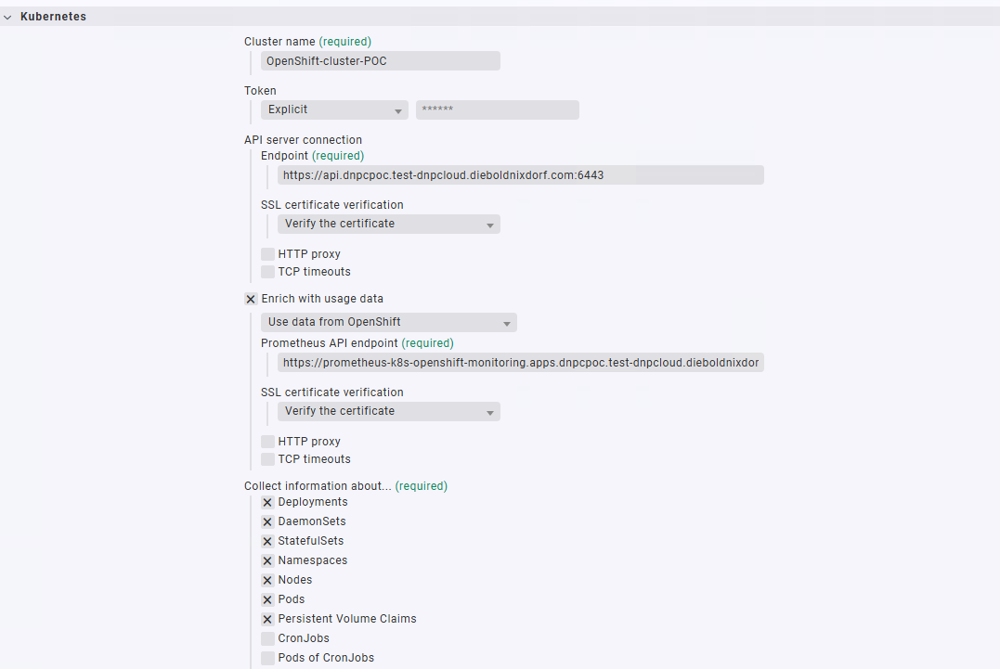 Kubernetes
Cluster name (required)
OpenShift-cluster-POC
Token
Explicit ******
API server connection
Endpoint (required)
https://api.dnpcpoc.test-dnpcloud.dieboldnixdorf.com:6443
SSL certificate verification
Verify the certificate
HTTP proxy
TCP timeouts
Enrich with usage data
Use data from OpenShift
Prometheus API endpoint (required)
https://prometheus-k8s-openshift-monitoring.apps.dnpcpoc.test-dnpcloud.dieboldnixdor
SSL certificate verification
Verify the certificate
HTTP proxy
TCP timeouts
Collect information about... (required)
Deployments
DaemonSets
StatefulSets
Namespaces
Nodes
Pods
Persistent Volume Claims
CronJobs
Pods of CronJobs